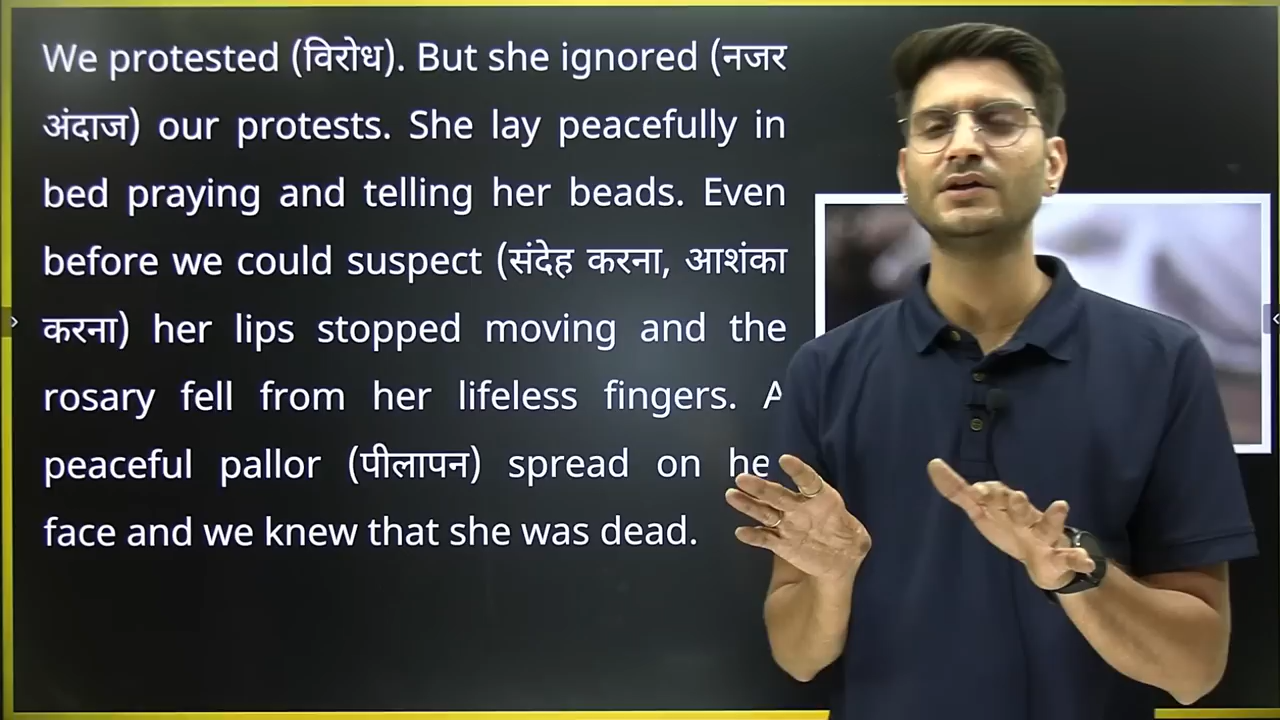 We protested (विरोध). But she ignored (नजर
अंदाज) our protests. She lay peacefully in
bed praying and telling her beads. Even
before we could suspect (संदेह करना, आशंका
करना) her lips stopped moving and the
rosary fell from her lifeless fingers. A
peaceful pallor (पीलापन) spread on he
face and we knew that she was dead.